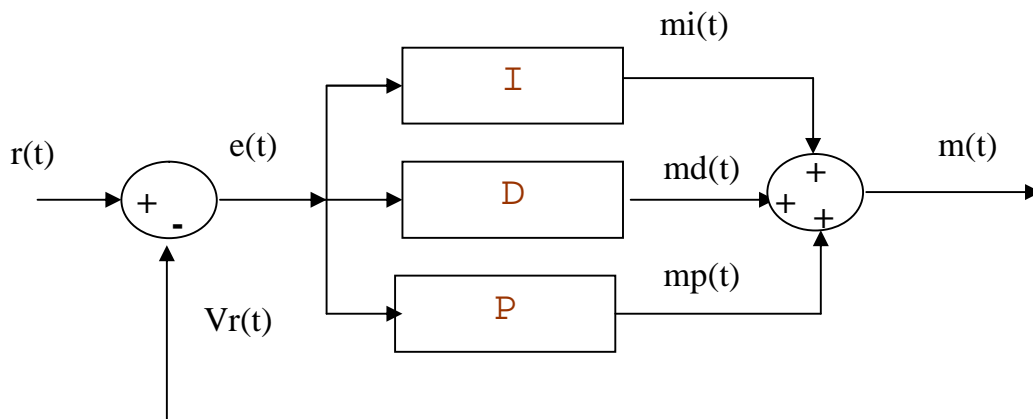 mi(t)
I
r(t)
e(t)
md(t)
m(t)
+
D
+
+
-
+
mp(t)
P
Vr(t)